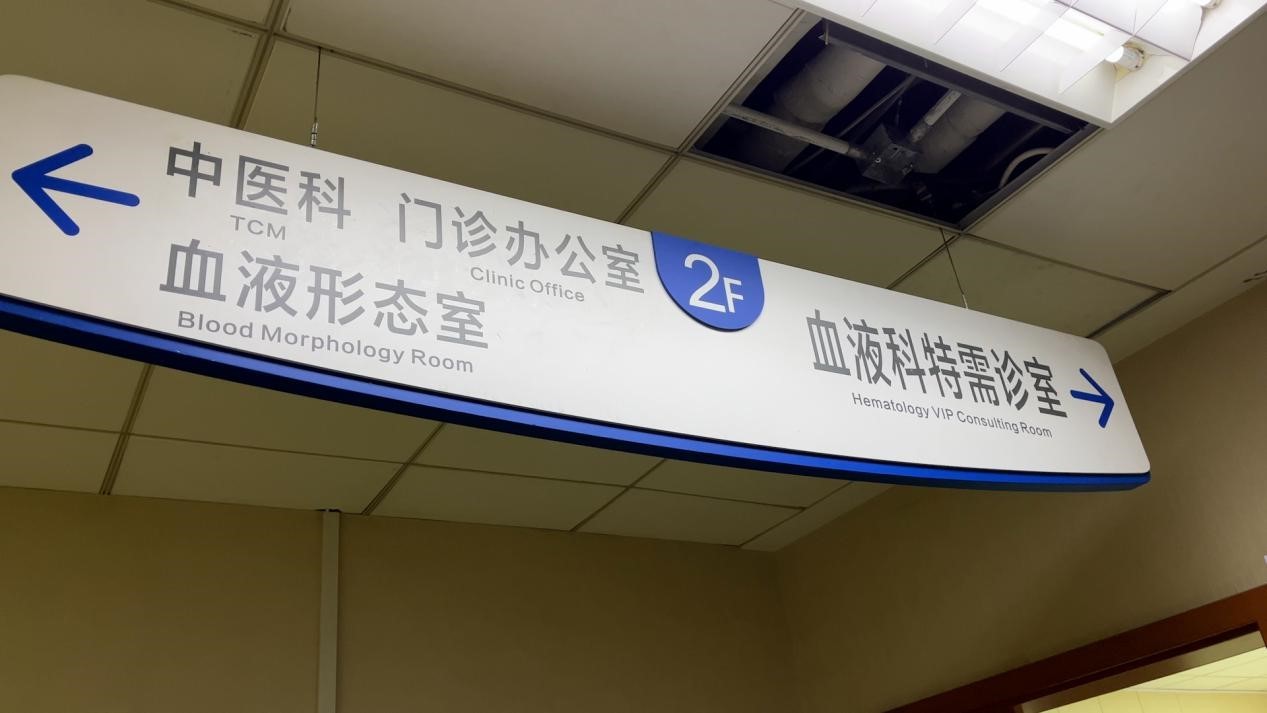 中医科 门诊办公室
TCM Clinic Office
血液形态室
Blood Morphology Room
2F
血液科特需诊室
Hematology VIP Consulting Room